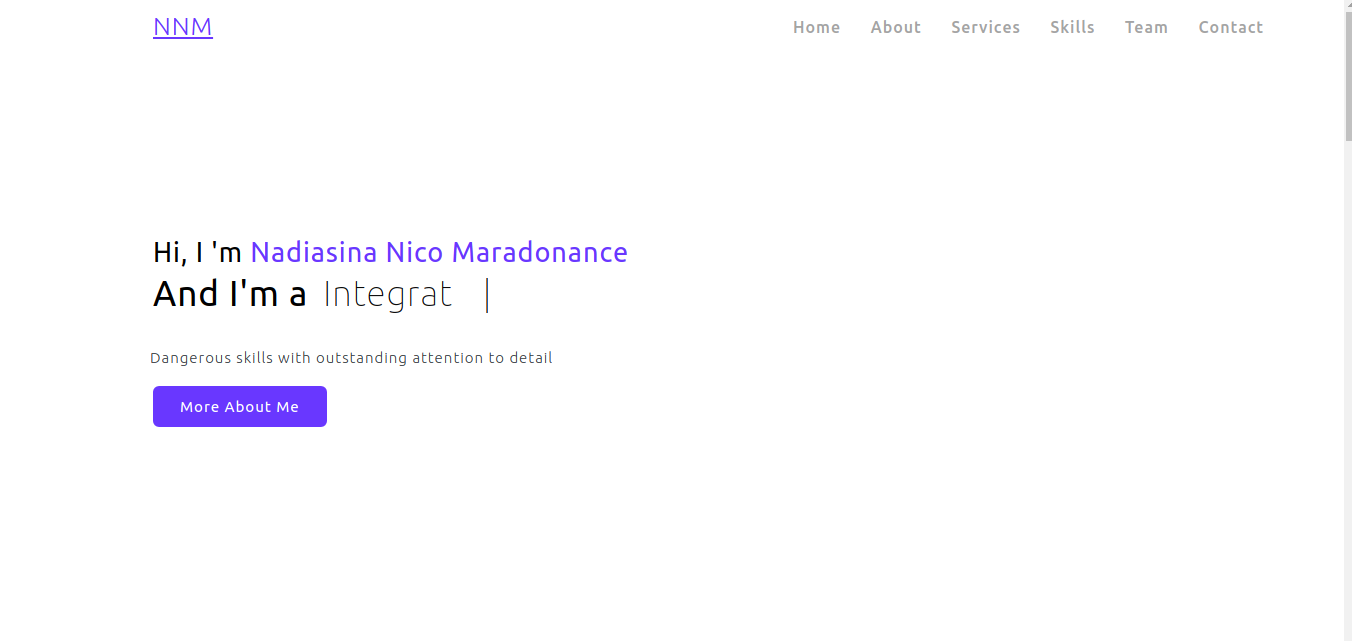 NNM
Home About Services Skills Team Contact
Hi, I 'm Nadiasina Nico Maradonance
And I'm a Integrat
Dangerous skills with outstanding attention to detail
More About Me